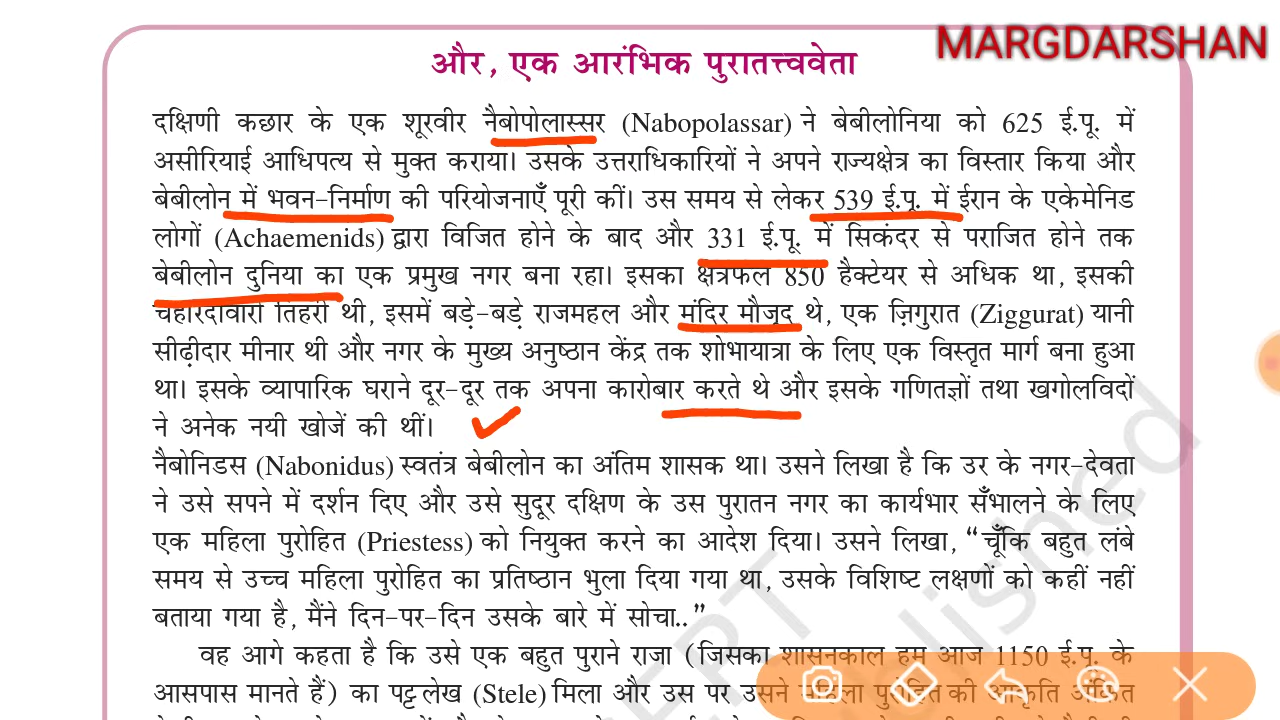 MARGDARSHAN
और, एक आरंभिक पुरातत्त्ववेता
दक्षिणी कछार के एक शूरवीर नैबोपोलास्सर (Nabopolassar) ने बेबीलोनिया को 625 ई.पू. में
असीरियाई आधिपत्य से मुक्त कराया। उसके उत्तराधिकारियों ने अपने राज्यक्षेत्र का विस्तार किया और
बेबीलोन में भवन-निर्माण की परियोजनाएँ पूरी कीं। उस समय से लेकर 539 ई.पू. में ईरान के एकेमेनिड
लोगों (Achaemenids) द्वारा विजित होने के बाद और 331 ई.पू. में सिकंदर से पराजित होने तक
बेबीलोन दुनिया का एक प्रमुख नगर बना रहा। इसका क्षेत्रफल 850 हैक्टेयर से अधिक था, इसकी
चहारदीवारी तिहरी थी, इसमें बड़े-बड़े राजमहल और मंदिर मौजूद थे, एक ज़िगुरात (Ziggurat) यानी
सीढ़ीदार मीनार थी और नगर के मुख्य अनुष्ठान केंद्र तक शोभायात्रा के लिए एक विस्तृत मार्ग बना हुआ
था। इसके व्यापारिक घराने दूर-दूर तक अपना कारोबार करते थे और इसके गणितज्ञों तथा खगोलविदों
ने अनेक नयी खोजें की थीं।
नैबोनिडस (Nabonidus) स्वतंत्र बेबीलोन का अंतिम शासक था। उसने लिखा है कि उर के नगर-देवता
ने उसे सपने में दर्शन दिए और उसे सुदूर दक्षिण के उस पुरातन नगर का कार्यभार सँभालने के लिए
एक महिला पुरोहित (Priestess) को नियुक्त करने का आदेश दिया। उसने लिखा, “चूँकि बहुत लंबे
समय से उच्च महिला पुरोहित का प्रतिष्ठान भुला दिया गया था, उसके विशिष्ट लक्षणों को कहीं नहीं
बताया गया है, मैंने दिन-पर-दिन उसके बारे में सोचा..”
वह आगे कहता है कि उसे एक बहुत पुराने राजा (जिसका शासनकाल हम आज 1150 ई.पू. के
आसपास मानते हैं) का पट्टलेख (Stele) मिला और उस पर उसने महिला पुरोहित की आकृति अंकित